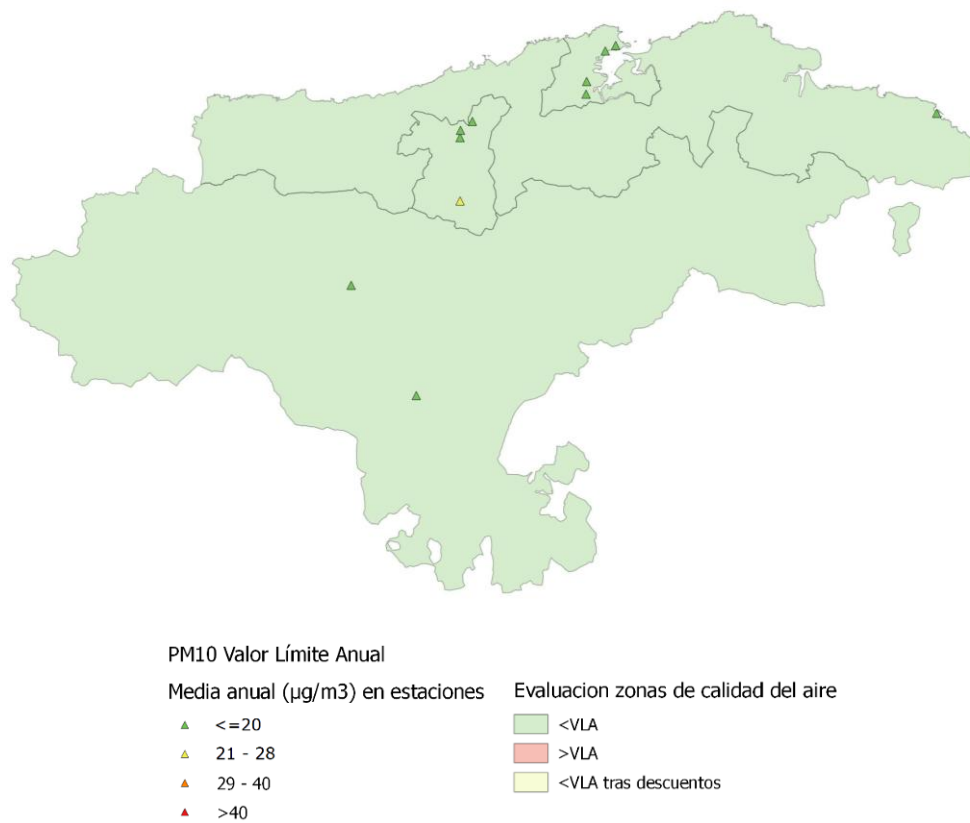 PM10 Valor Límite Anual
Media anual (µg/m3) en estaciones
<=20
21 - 28
29 - 40
>40
Evaluacion zonas de calidad del aire
<VLA
>VLA
<VLA tras descuentos